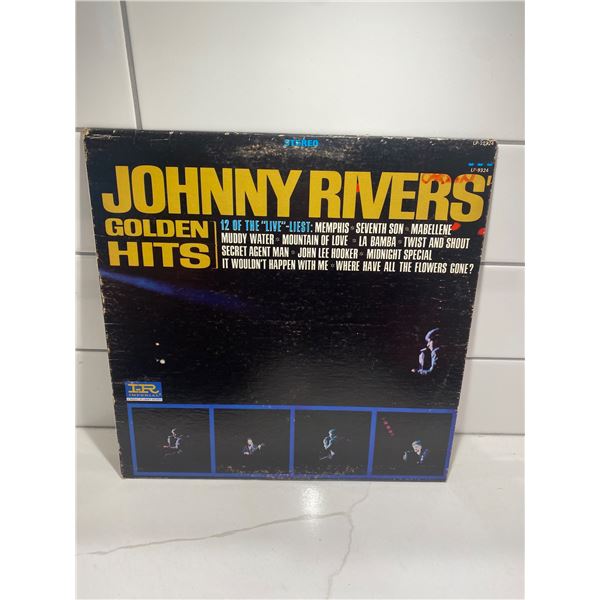 STEREO
JOHNNY RIVERS'
LP-9324
GOLDEN
HITS
12 OF THE "LIVE"-LIEST: MEMPHIS • SEVENTH SON • MABELLENE
MUDDY WATER • MOUNTAIN OF LOVE • LA BAMBA • TWIST AND SHOUT
SECRET AGENT MAN • JOHN LEE HOOKER • MIDNIGHT SPECIAL
IT WOULDN'T HAPPEN WITH ME • WHERE HAVE ALL THE FLOWERS GONE?
IR
IMPERIAL